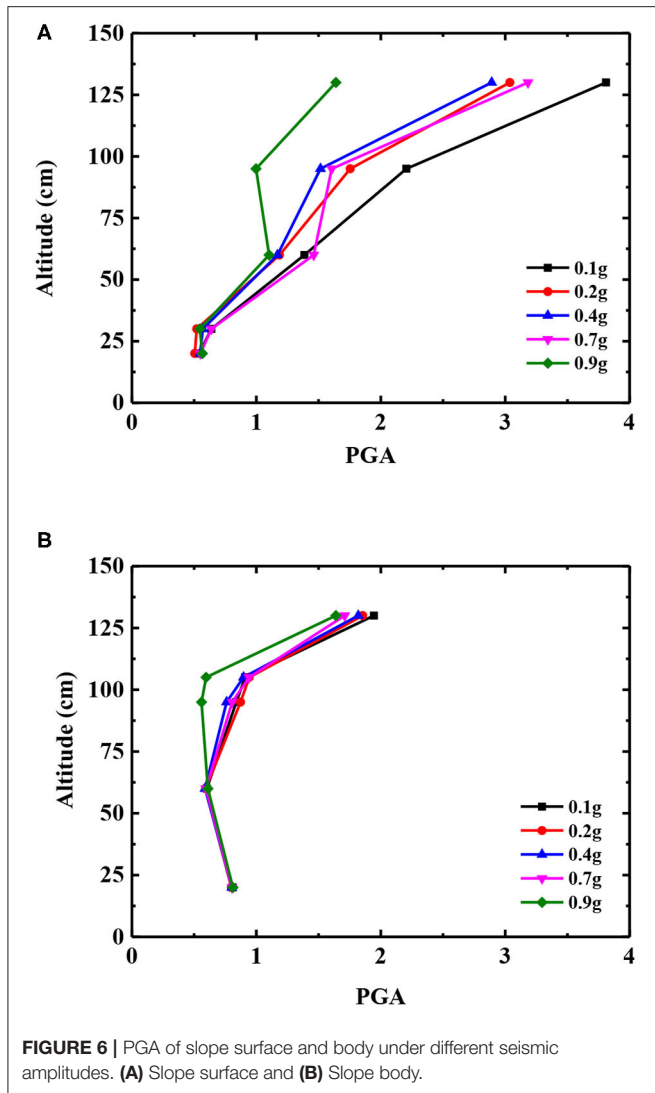 A
150
125
100
75
50
25
0
Altitude (cm)
0.1g
0.2g
0.4g
0.7g
0.9g
0 1 2 3 4
PGA
B
150
125
100
75
50
25
0
Altitude (cm)
0.1g
0.2g
0.4g
0.7g
0.9g
0 1 2 3 4
PGA
FIGURE 6 | PGA of slope surface and body under different seismic
amplitudes. (A) Slope surface and (B) Slope body.